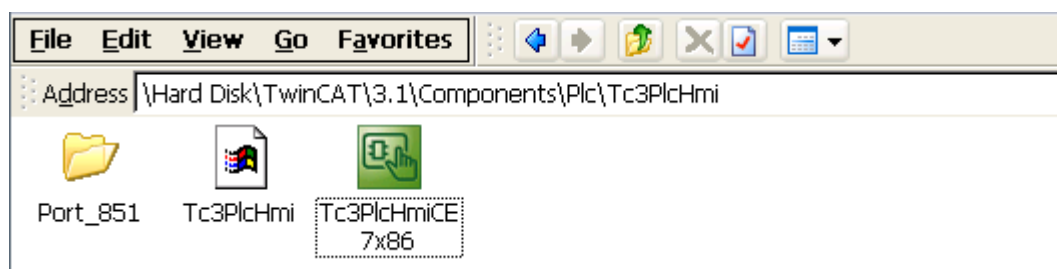 File Edit View Go Favorites
Address \Hard Disk\TwinCAT\3.1\Components\Plc\Tc3PlcHmi
Port_851 Tc3PlcHmi Tc3PlcHmiCE
7x86